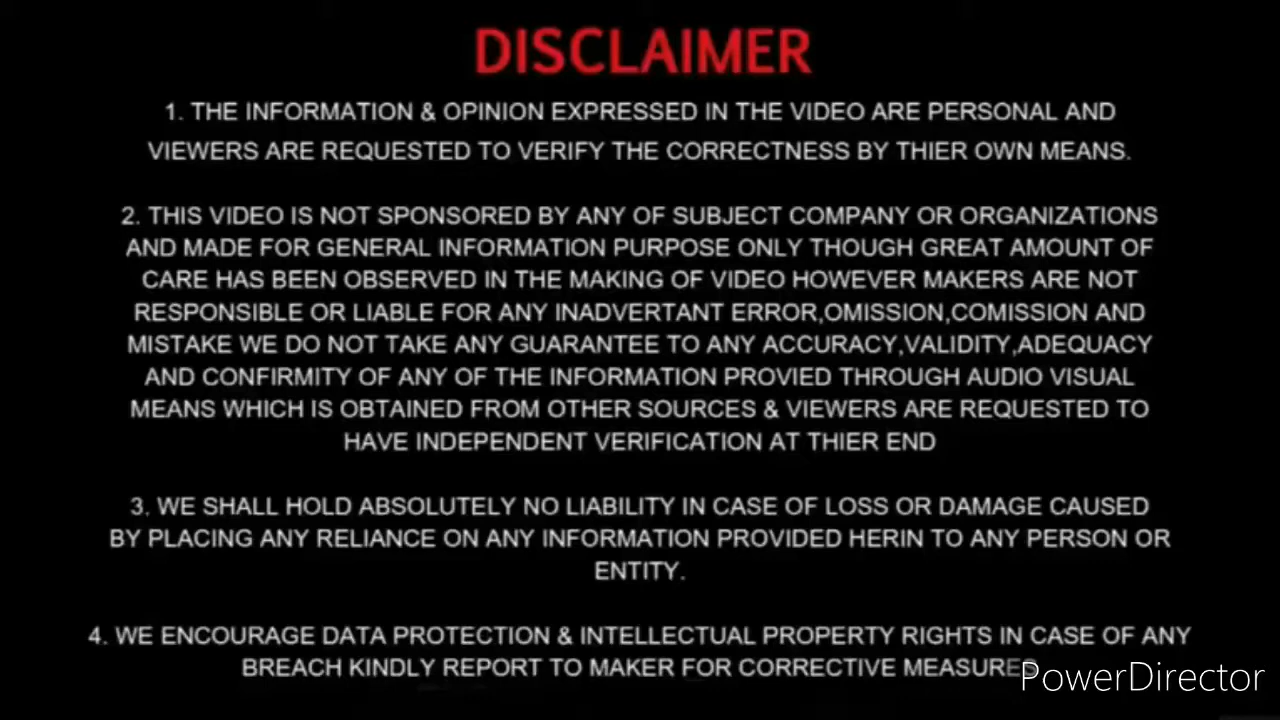 DISCLAIMER
1. THE INFORMATION & OPINION EXPRESSED IN THE VIDEO ARE PERSONAL AND
VIEWERS ARE REQUESTED TO VERIFY THE CORRECTNESS BY THIER OWN MEANS.
2. THIS VIDEO IS NOT SPONSORED BY ANY OF SUBJECT COMPANY OR ORGANIZATIONS
AND MADE FOR GENERAL INFORMATION PURPOSE ONLY THOUGH GREAT AMOUNT OF
CARE HAS BEEN OBSERVED IN THE MAKING OF VIDEO HOWEVER MAKERS ARE NOT
RESPONSIBLE OR LIABLE FOR ANY INADVERTANT ERROR,OMISSION,COMISSION AND
MISTAKE WE DO NOT TAKE ANY GUARANTEE TO ANY ACCURACY,VALIDITY,ADEQUACY
AND CONFIRMITY OF ANY OF THE INFORMATION PROVIED THROUGH AUDIO VISUAL
MEANS WHICH IS OBTAINED FROM OTHER SOURCES & VIEWERS ARE REQUESTED TO
HAVE INDEPENDENT VERIFICATION AT THIER END
3. WE SHALL HOLD ABSOLUTELY NO LIABILITY IN CASE OF LOSS OR DAMAGE CAUSED
BY PLACING ANY RELIANCE ON ANY INFORMATION PROVIDED HERIN TO ANY PERSON OR
ENTITY.
4. WE ENCOURAGE DATA PROTECTION & INTELLECTUAL PROPERTY RIGHTS IN CASE OF ANY
BREACH KINDLY REPORT TO MAKER FOR CORRECTIVE MEASURES
PowerDirector